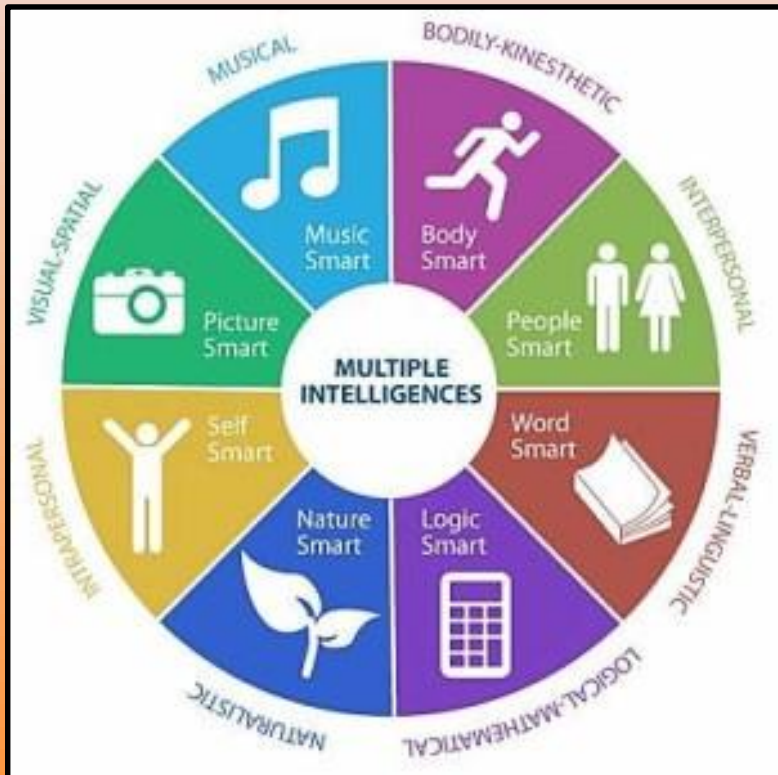 MUSICAL
BODILY-KINESTHETIC
INTERPERSONAL
VERBAL-LINGUISTIC
LOGICAL-MATHEMATICAL
NATURALISTIC
INTRAPERSONAL
VISUAL-SPATIAL
Music
Smart
Body
Smart
People
Smart
Word
Smart
Logic
Smart
Nature
Smart
Self
Smart
Picture
Smart
MULTIPLE
INTELLIGENCES